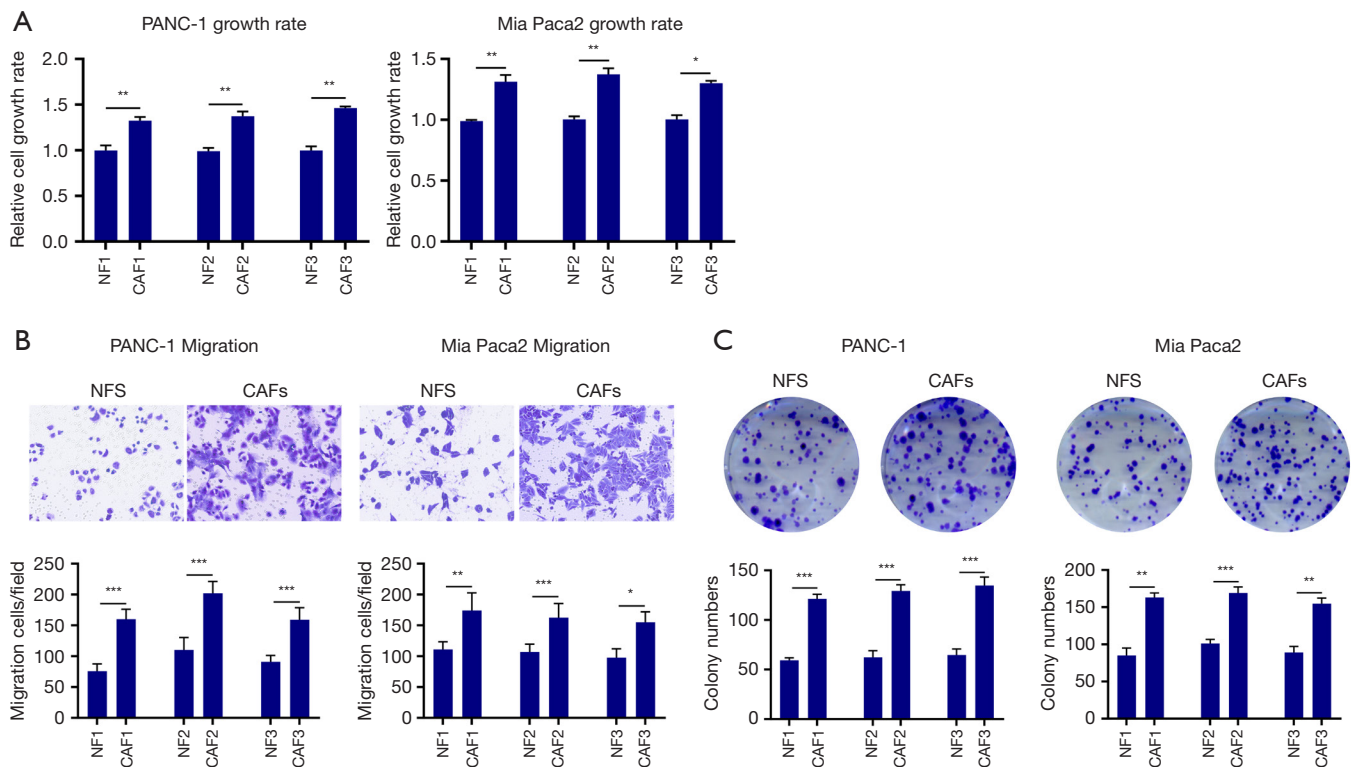 A
PANC-1 growth rate
Mia Paca2 growth rate
Relative cell growth rate
2.0
1.5
1.0
0.5
0.0
**
**
**
NF1
CAF1
NF2
CAF2
NF3
CAF3
Relative cell growth rate
1.5
1.0
0.5
0.0
**
**
*
NF1
CAF1
NF2
CAF2
NF3
CAF3
B
PANC-1 Migration
Mia Paca2 Migration
NFS
CAFs
NFS
CAFs
Migration cells/field
250
200
150
100
50
0
***
***
***
NF1
CAF1
NF2
CAF2
NF3
CAF3
Migration cells/field
250
200
150
100
50
0
**
***
*
NF1
CAF1
NF2
CAF2
NF3
CAF3
C
PANC-1
Mia Paca2
NFS
CAFs
NFS
CAFs
Colony numbers
150
100
50
0
***
***
***
NF1
CAF1
NF2
CAF2
NF3
CAF3
Colony numbers
200
150
100
50
0
**
***
**
NF1
CAF1
NF2
CAF2
NF3
CAF3